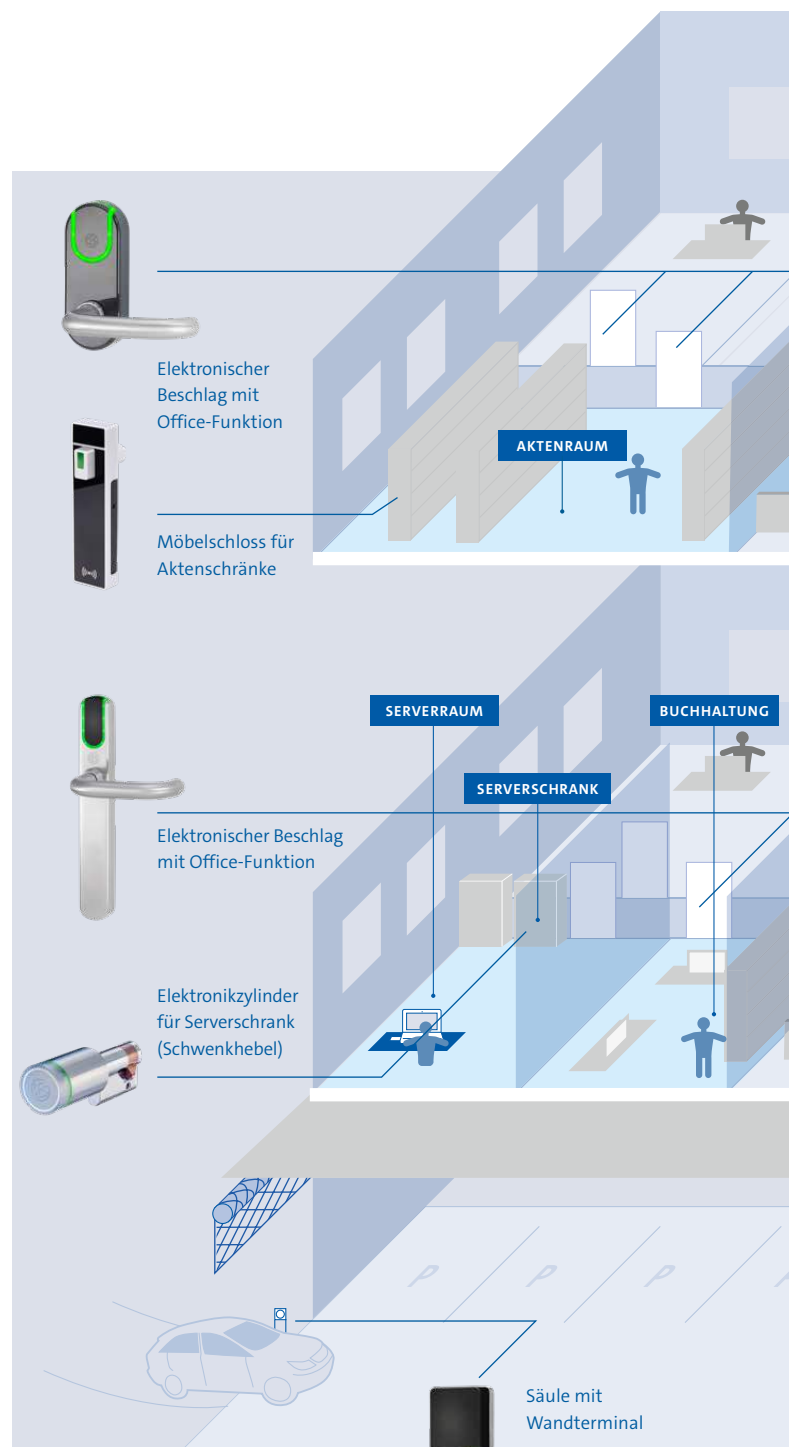 Elektronischer
Beschlag mit
Office-Funktion
AKTENRAUM
Möbelschloss für
Aktenschränke
SERVERRAUM
BUCHHALTUNG
SERVERSCHRANK
Elektronischer Beschlag
mit Office-Funktion
Elektronikzylinder
für Serverschrank
(Schwenkhebel)
P P P P
Säule mit
Wandterminal